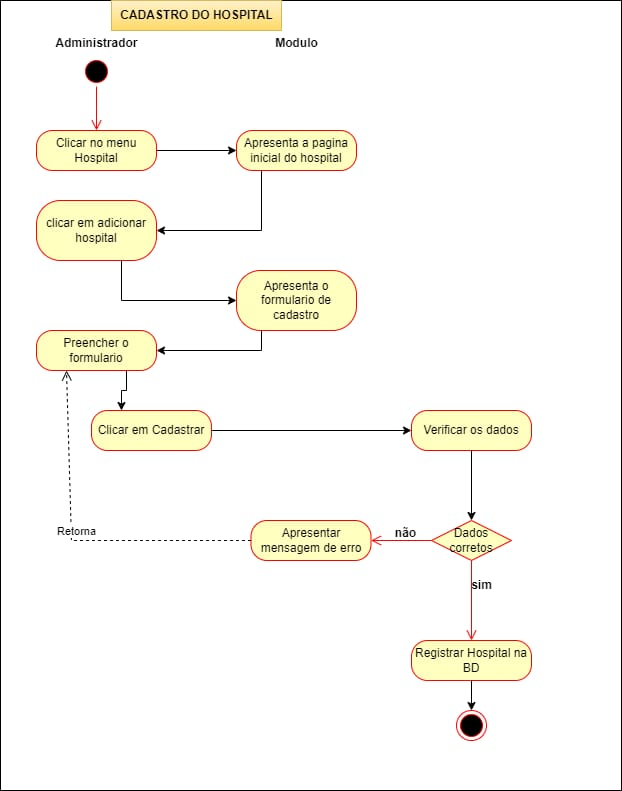 CADASTRO DO HOSPITAL
Administrador
Modulo
Clicar no menu
Hospital
Apresenta a pagina
inicial do hospital
clicar em adicionar
hospital
Apresenta o
formulario de
cadastro
Preencher o
formulario
Clicar em Cadastrar
Verificar os dados
Retorna
Apresentar
mensagem de erro
não
Dados
corretos
sim
Registrar Hospital na
BD